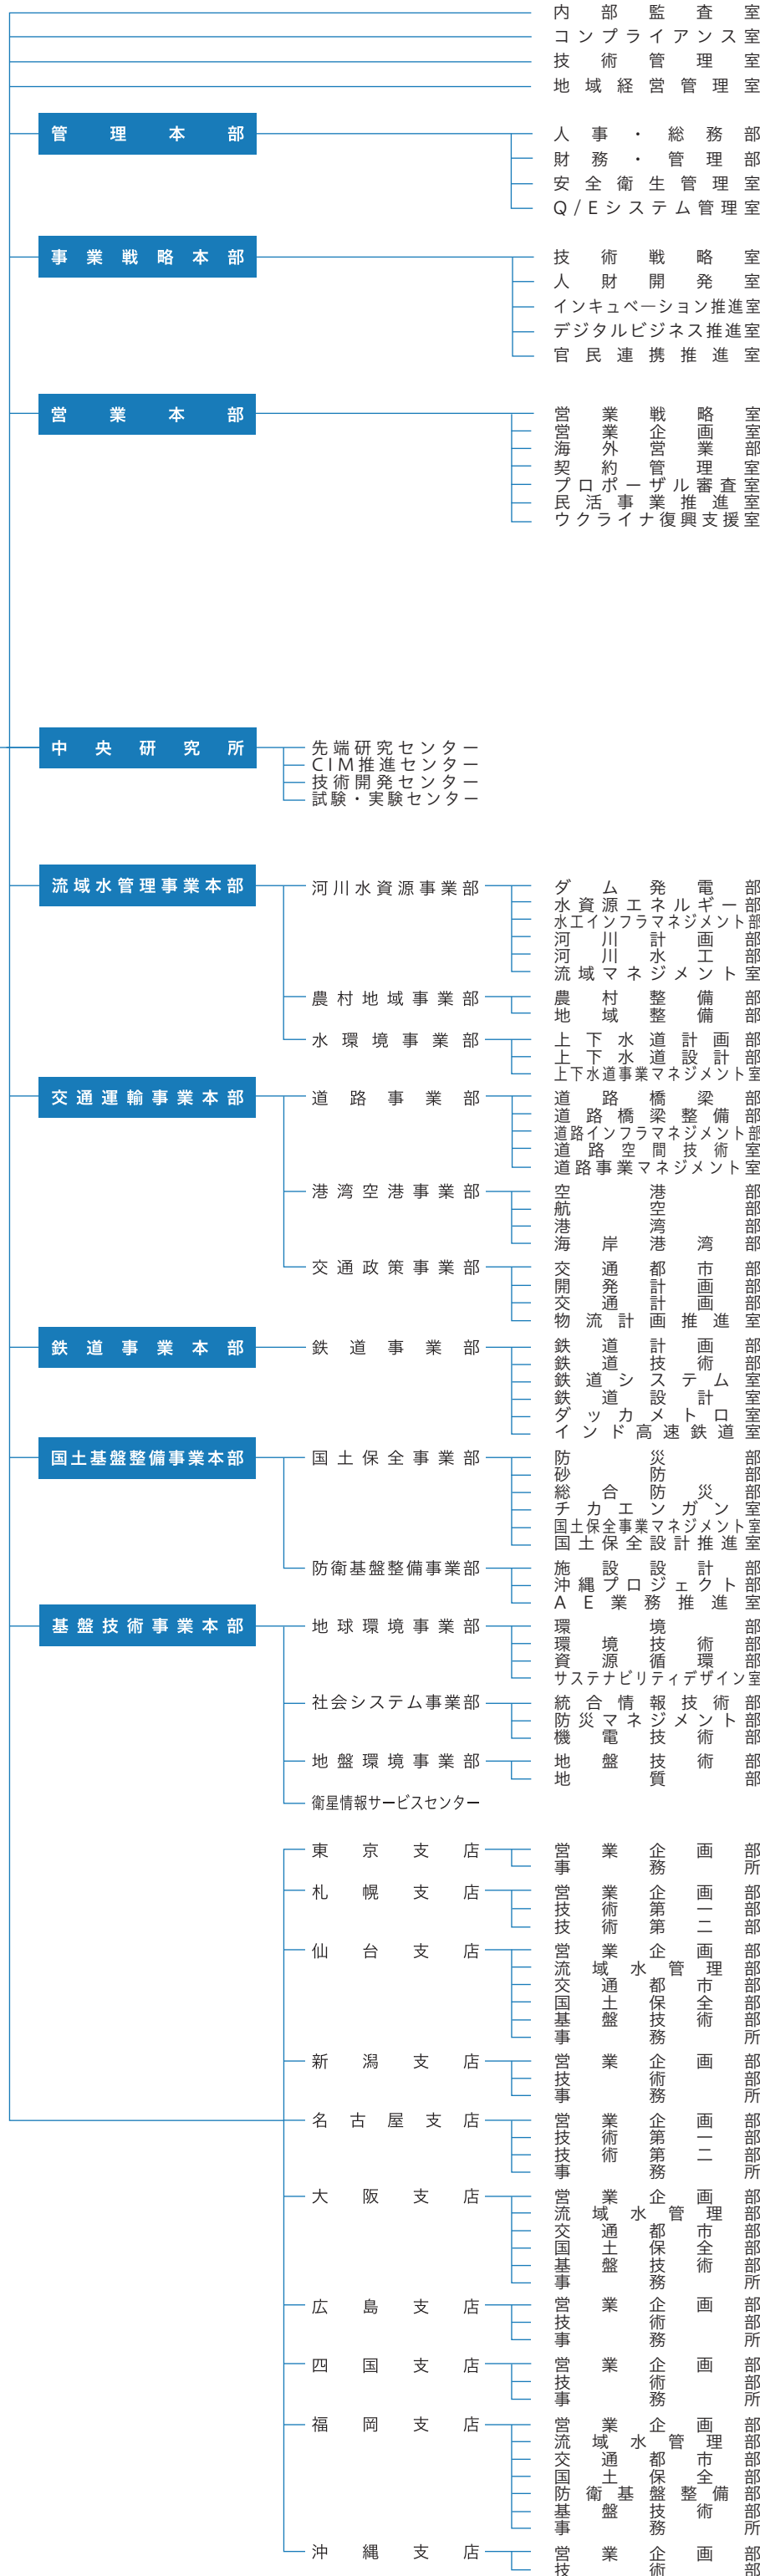 内部監査室
コンプライアンス室
技術管理室
地域経営管理室
管理本部
人事・総務部
財務・管理部
安全衛生管理室
Q/Eシステム管理室
事業戦略本部
技術戦略室
人財開発室
インキュベーション推進室
デジタルビジネス推進室
官民連携推進室
営業本部
営業戦略室
営業企画室
海外営業部
契約管理室
プロポーザル審査室
民活事業推進室
ウクライナ復興支援室
中央研究所
先端研究センター
CIM推進センター
技術開発センター
試験・実験センター
流域水管理事業本部
河川水資源事業部
ダム発電部
水資源エネルギー部
水工インフラマネジメント部
河川計画部
河川水工部
流域マネジメント室
農村地域事業部
農村整備部
地域整備部
水環境事業部
上下水道計画部
上下水道設計部
上下水道事業マネジメント室
交通運輸事業本部
道路事業部
道路橋梁部
道路橋梁整備部
道路インフラマネジメント部
道路空間技術室
道路事業マネジメント室
港湾空港事業部
空港部
航空部
港湾部
海岸港湾部
交通政策事業部
交通都市部
開発計画部
交通計画部
物流計画推進室
鉄道事業本部
鉄道事業部
鉄道計画部
鉄道技術部
鉄道システム室
鉄道設計室
ダッカメトロ室
インド高速鉄道室
国土基盤整備事業本部
国土保全事業部
防災部
砂防部
総合防災部
チカエンガン室
国土保全事業マネジメント室
国土保全設計推進室
防衛基盤整備事業部
施設設計部
沖縄プロジェクト部
AE業務推進室
基盤技術事業本部
地球環境事業部
環境部
環境技術部
資源循環部
サステナビリティデザイン室
社会システム事業部
統合情報技術部
防災マネジメント部
機電技術部
地盤環境事業部
地盤技術部
地質部
衛星情報サービスセンター
東京支店
営業企画部
事務所
札幌支店
営業企画部
技術第一部
技術第二部
仙台支店
営業企画部
流域水管理部
交通都市部
国土保全部
基盤技術部
事務所
新潟支店
営業企画部
技術部
事務所
名古屋支店
営業企画部
技術第一部
技術第二部
事務所
大阪支店
営業企画部
流域水管理部
交通都市部
国土保全部
基盤技術部
事務所
広島支店
営業企画部
技術部
事務所
四国支店
営業企画部
技術部
事務所
福岡支店
営業企画部
流域水管理部
交通都市部
国土保全部
防衛基盤整備部
基盤技術部
事務所
沖縄支店
営業企画部
技術部